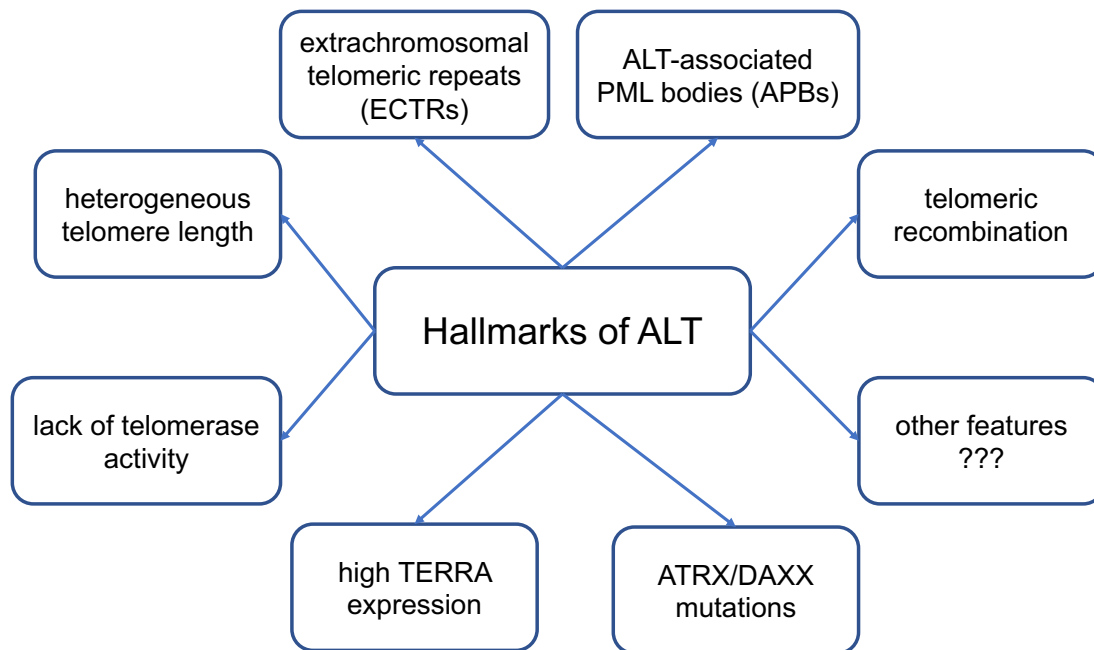 extrachromosomal
telomeric repeats
(ECTRs)
ALT-associated
PML bodies (APBs)
heterogeneous
telomere length
telomeric
recombination
Hallmarks of ALT
lack of telomerase
activity
other features
???
high TERRA
expression
ATRX/DAXX
mutations